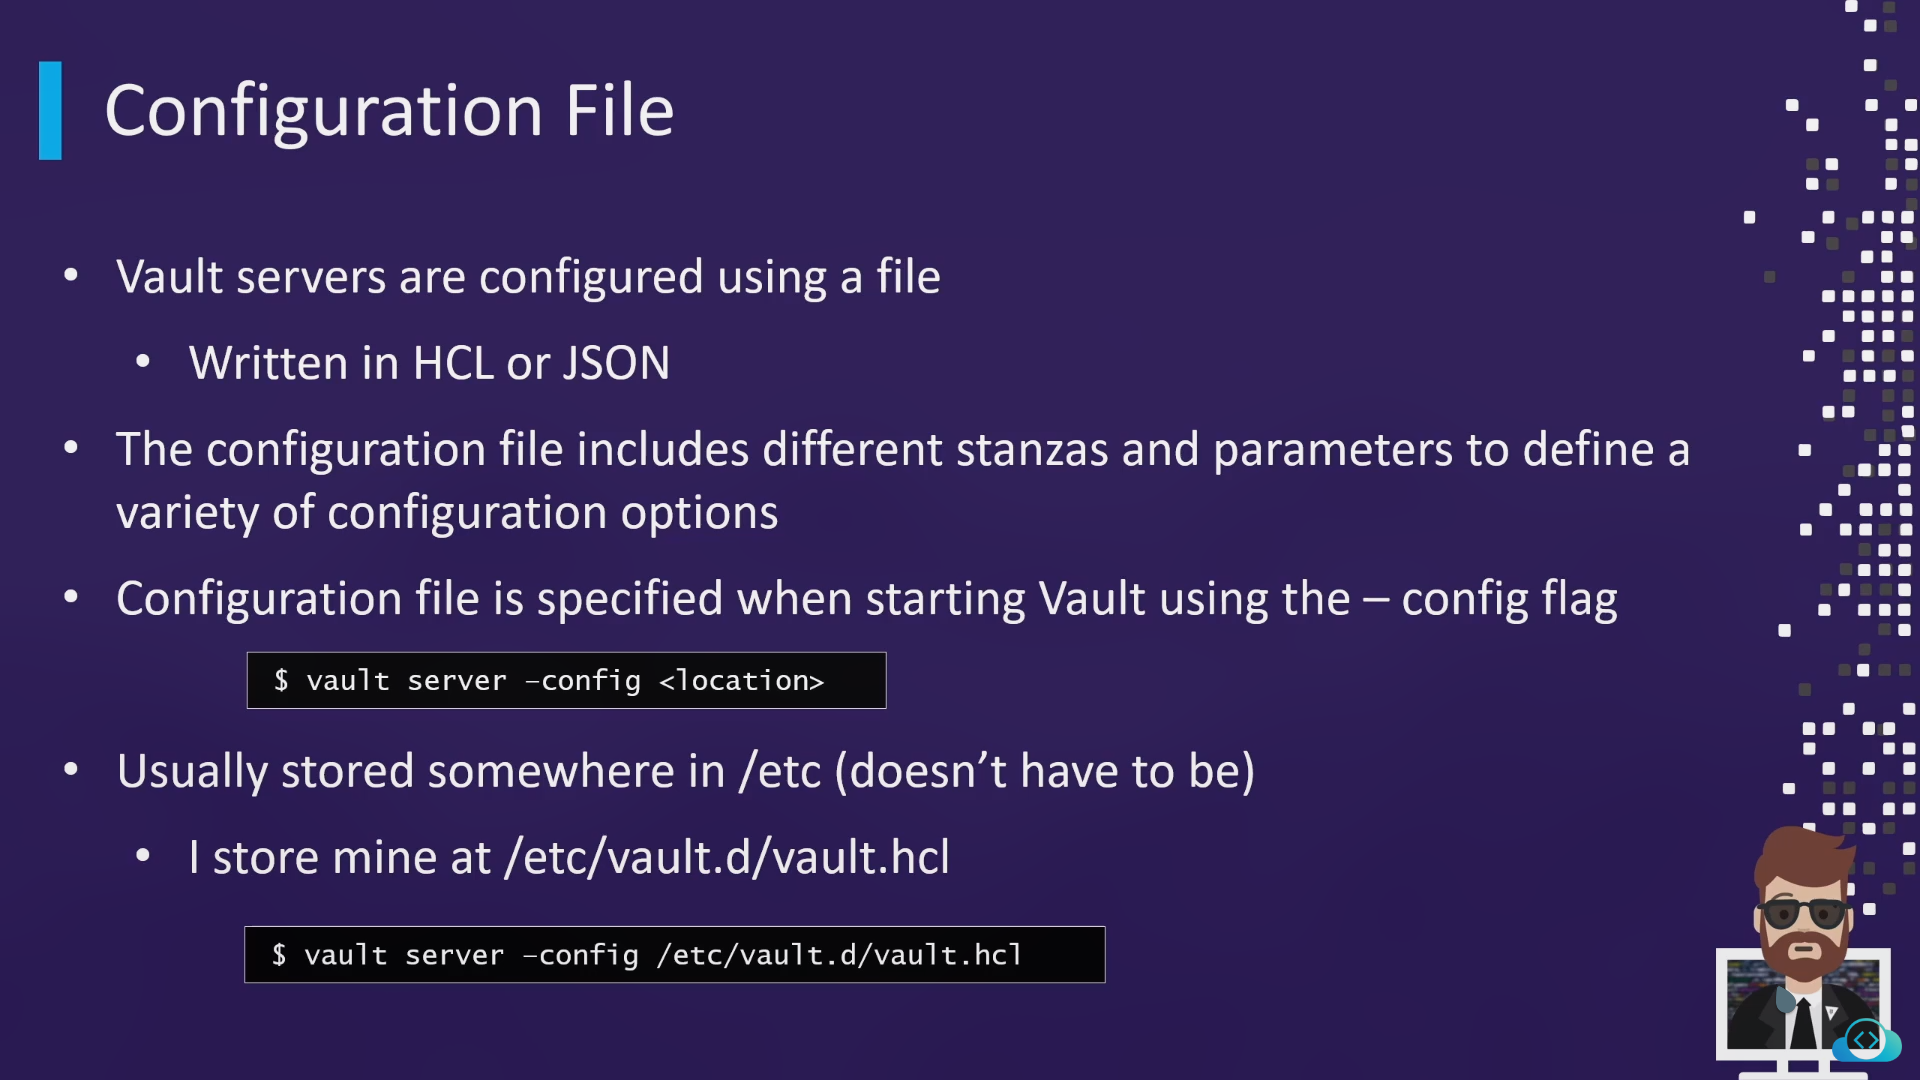 Configuration File
• Vault servers are configured using a file
• Written in HCL or JSON
• The configuration file includes different stanzas and parameters to define a
variety of configuration options
• Configuration file is specified when starting Vault using the – config flag
$ vault server –config <location>
• Usually stored somewhere in /etc (doesn’t have to be)
• I store mine at /etc/vault.d/vault.hcl
$ vault server –config /etc/vault.d/vault.hcl